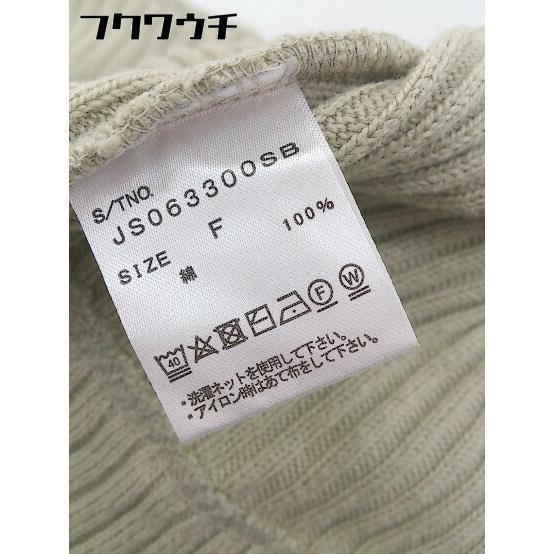 フクワウチ
S/TNO.
JS063300SB
SIZE F
綿 100%
40 F W
・洗濯ネットを使用して下さい。
・アイロン時はあて布をして下さい。